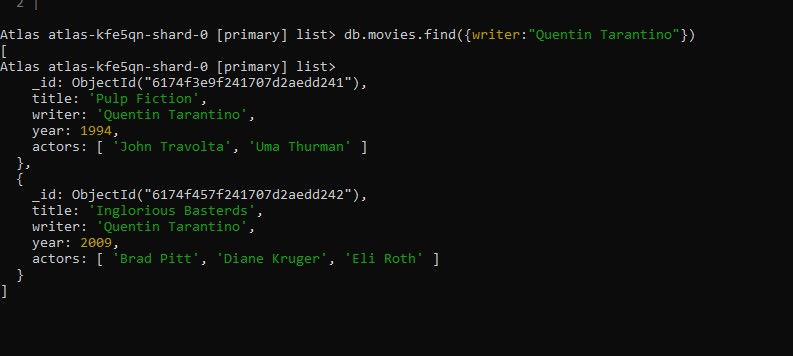 2 |
Atlas atlas-kfe5qn-shard-0 [primary] list> db.movies.find({writer:"Quentin Tarantino"})
[
Atlas atlas-kfe5qn-shard-0 [primary] list>
    _id: ObjectId("6174f3e9f241707d2aedd241"),
    title: 'Pulp Fiction',
    writer: 'Quentin Tarantino',
    year: 1994,
    actors: [ 'John Travolta', 'Uma Thurman' ]
  },
  {
    _id: ObjectId("6174f457f241707d2aedd242"),
    title: 'Inglorious Basterds',
    writer: 'Quentin Tarantino',
    year: 2009,
    actors: [ 'Brad Pitt', 'Diane Kruger', 'Eli Roth' ]
  }
]